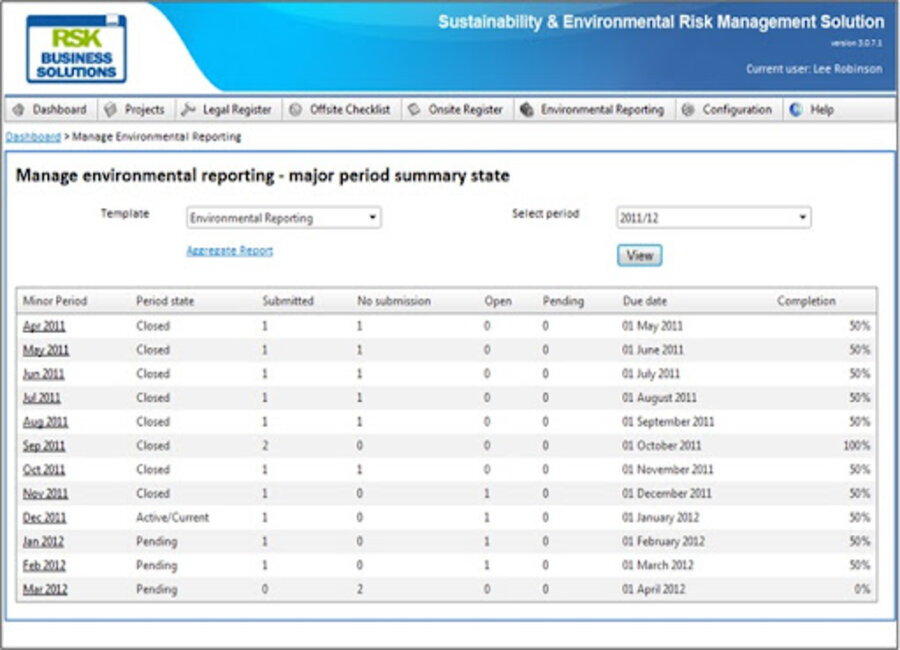 RSK
BUSINESS
SOLUTIONS
Sustainability & Environmental Risk Management Solution
version 3.0.7.1
Current user: Lee Robinson
Dashboard Projects Legal Register Offsite Checklist Onsite Register Environmental Reporting Configuration Help
Dashboard > Manage Environmental Reporting
Manage environmental reporting - major period summary state
Template Environmental Reporting Select period 2011/12
Aggregate Report View
Minor Period Period state Submitted No submission Open Pending Due date Completion
Apr 2011 Closed 1 1 0 0 01 May 2011 50%
May 2011 Closed 1 1 0 0 01 June 2011 50%
Jun 2011 Closed 1 1 0 0 01 July 2011 50%
Jul 2011 Closed 1 1 0 0 01 August 2011 50%
Aug 2011 Closed 1 1 0 0 01 September 2011 50%
Sep 2011 Closed 2 0 0 0 01 October 2011 100%
Oct 2011 Closed 1 1 0 0 01 November 2011 50%
Nov 2011 Closed 1 0 1 0 01 December 2011 50%
Dec 2011 Active/Current 1 0 1 0 01 January 2012 50%
Jan 2012 Pending 1 0 1 0 01 February 2012 50%
Feb 2012 Pending 1 0 1 0 01 March 2012 50%
Mar 2012 Pending 0 2 0 0 01 April 2012 0%